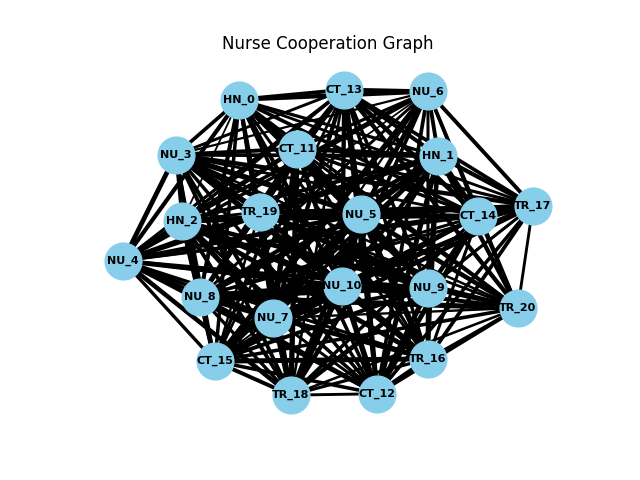 Nurse Cooperation Graph
CT_13
NU_6
HN_0
CT_11
NU_3
HN_1
TR_17
TR_19
NU_5
CT_14
HN_2
NU_4
NU_10
NU_9
NU_8
TR_20
NU_7
CT_15
TR_16
TR_18
CT_12